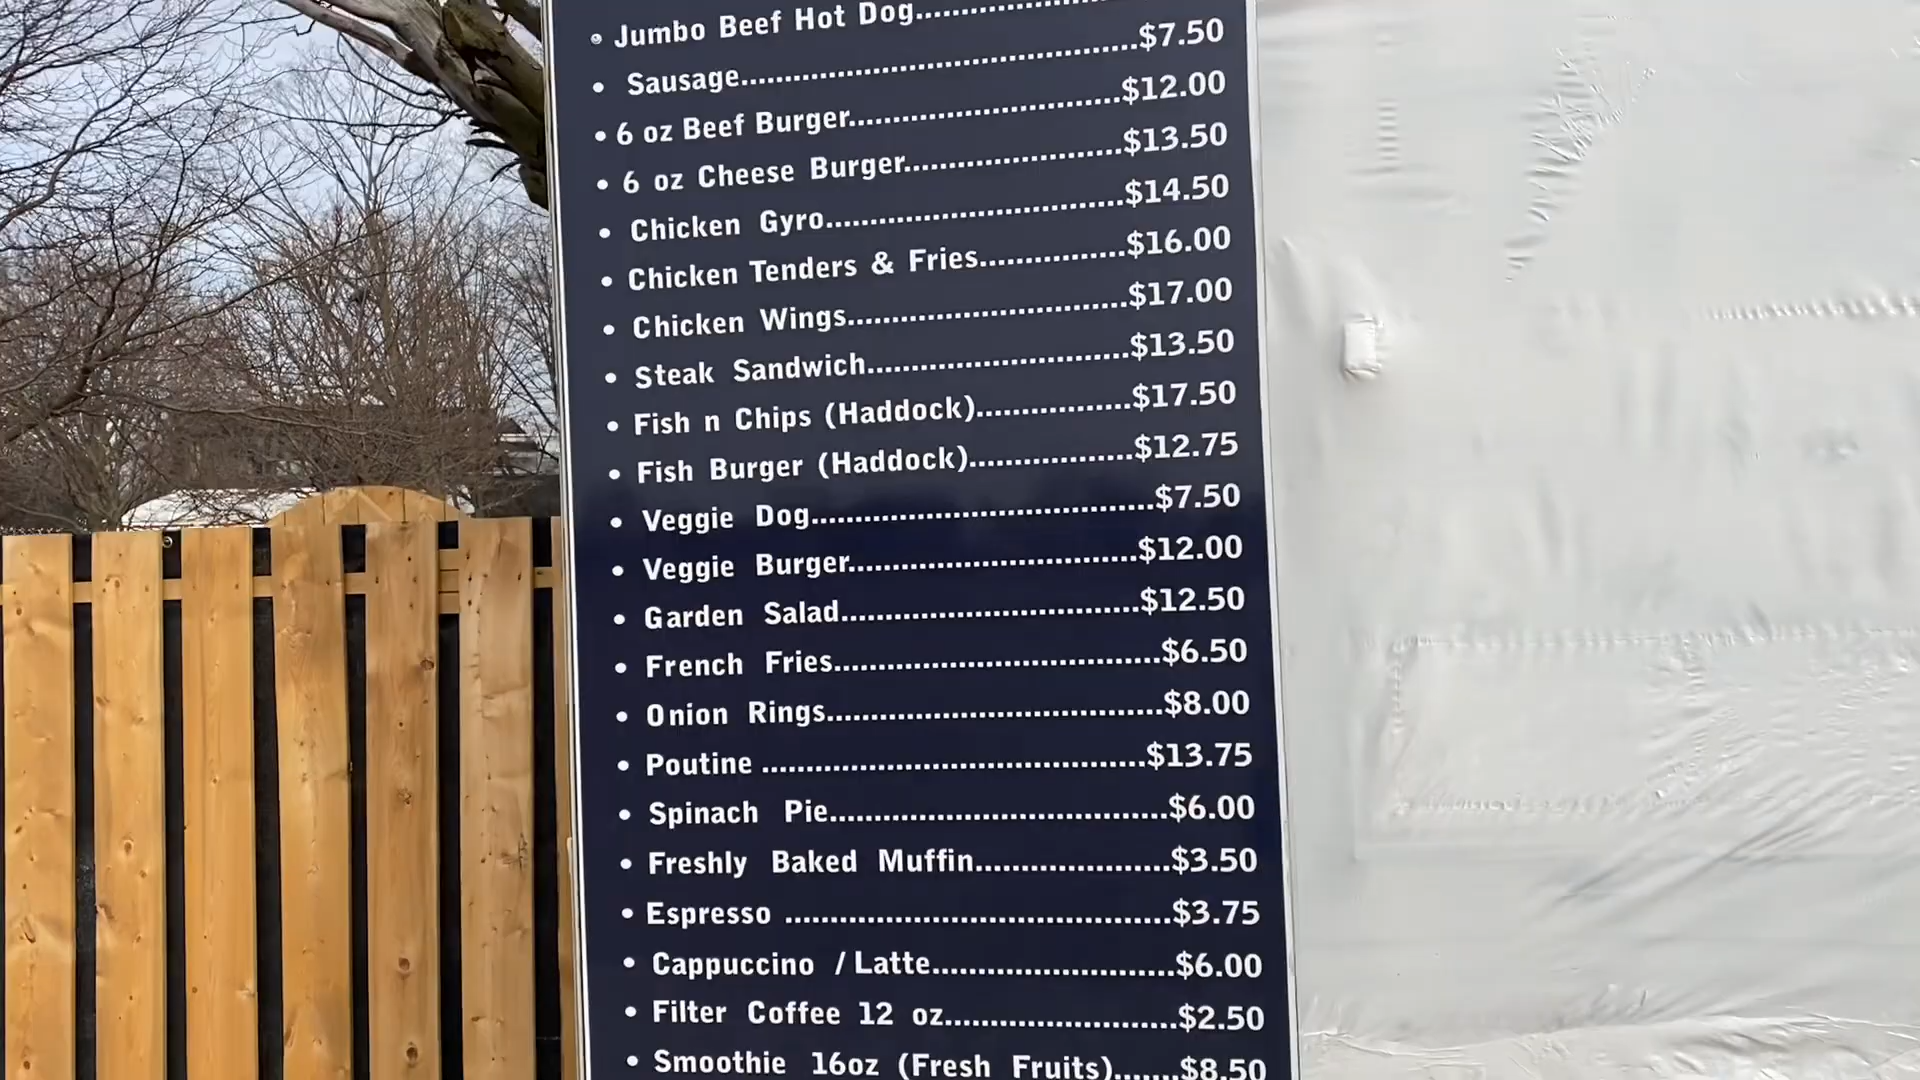 • Jumbo Beef Hot Dog
• Sausage....................$7.50
• 6 oz Beef Burger....................$12.00
• 6 oz Cheese Burger....................$13.50
• Chicken Gyro....................$14.50
• Chicken Tenders & Fries....................$16.00
• Chicken Wings....................$17.00
• Steak Sandwich....................$13.50
• Fish n Chips (Haddock)....................$17.50
• Fish Burger (Haddock)....................$12.75
• Veggie Dog....................$7.50
• Veggie Burger....................$12.00
• Garden Salad....................$12.50
• French Fries....................$6.50
• Onion Rings....................$8.00
• Poutine ....................$13.75
• Spinach Pie....................$6.00
• Freshly Baked Muffin....................$3.50
• Espresso ....................$3.75
• Cappuccino / Latte....................$6.00
• Filter Coffee 12 oz....................$2.50
• Smoothie 16oz (Fresh Fruits).......$8.50